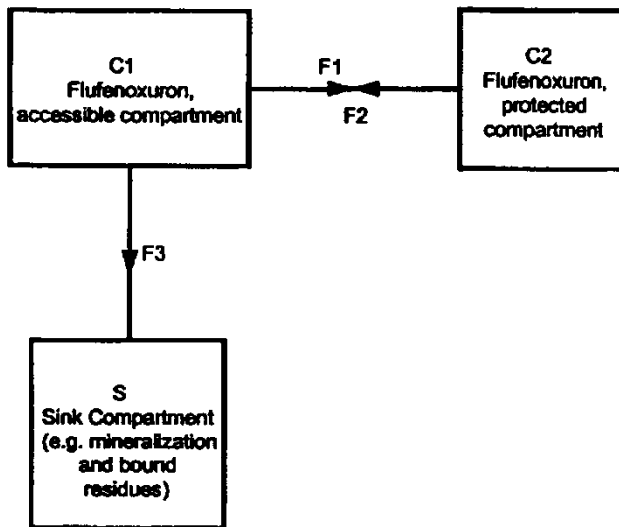 C1
Flufenoxuron,
accessible compartment
F1
F2
C2
Flufenoxuron,
protected
compartment
F3
S
Sink Compartment
(e.g. mineralization
and bound
residues)